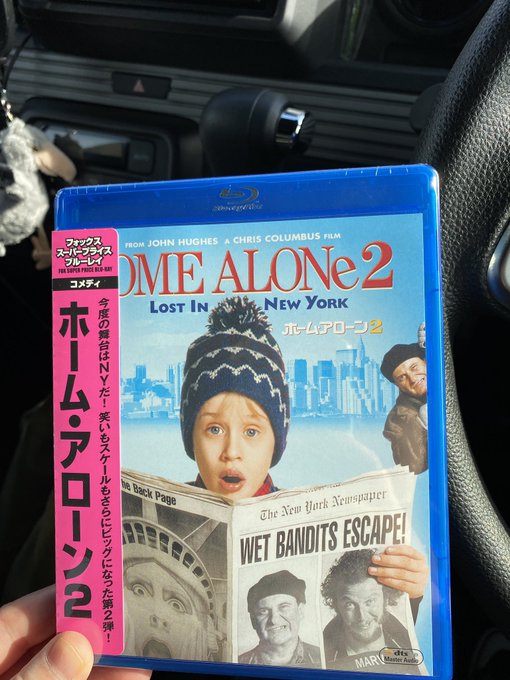 Blu-ray Disc
FROM JOHN HUGHES A CHRIS COLUMBUS FILM
OME ALONe 2
LOST IN NEW YORK
ホーム・アローン2
フォックス
スーパープライス
ブルーレイ
FOX SUPER PRICE BLU-RAY
コメディ
ホーム・アローン2
今度の舞台はNYだ! 笑いもスケールもさらにビッグになった第2弾!
he Back Page
The New York Newspaper
WET BANDITS ESCAPE!
MAR
dts
Master Audio